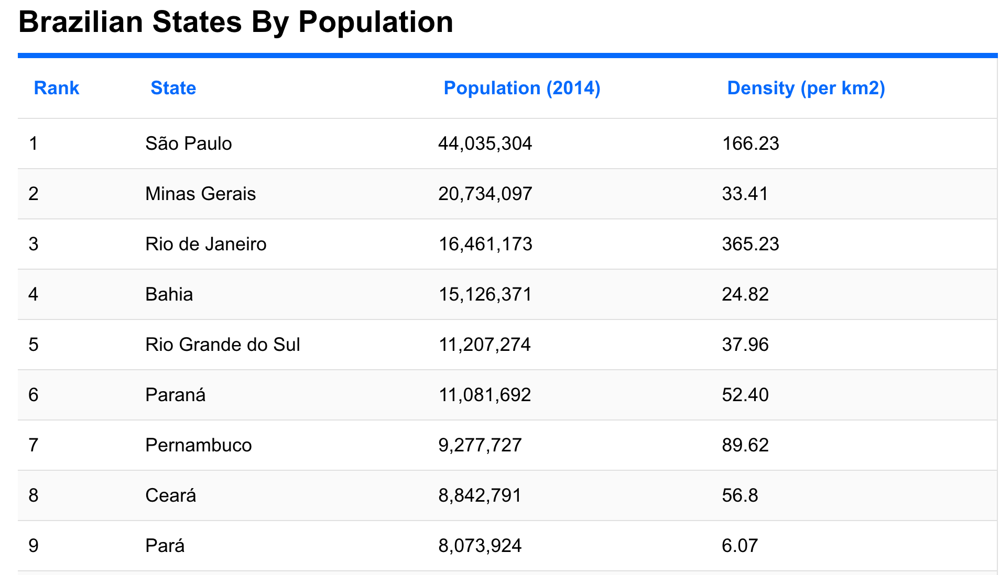 Brazilian States By Population
Rank State Population (2014) Density (per km2)
1 São Paulo 44,035,304 166.23
2 Minas Gerais 20,734,097 33.41
3 Rio de Janeiro 16,461,173 365.23
4 Bahia 15,126,371 24.82
5 Rio Grande do Sul 11,207,274 37.96
6 Paraná 11,081,692 52.40
7 Pernambuco 9,277,727 89.62
8 Ceará 8,842,791 56.8
9 Pará 8,073,924 6.07